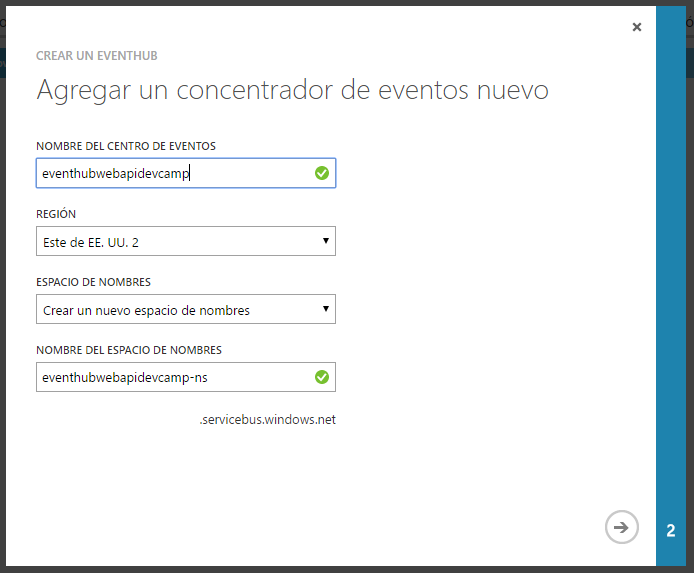 CREAR UN EVENTHUB
Agregar un concentrador de eventos nuevo
NOMBRE DEL CENTRO DE EVENTOS
eventhubwebapidevcamp
REGIÓN
Este de EE. UU. 2
ESPACIO DE NOMBRES
Crear un nuevo espacio de nombres
NOMBRE DEL ESPACIO DE NOMBRES
eventhubwebapidevcamp-ns
.servicebus.windows.net
2